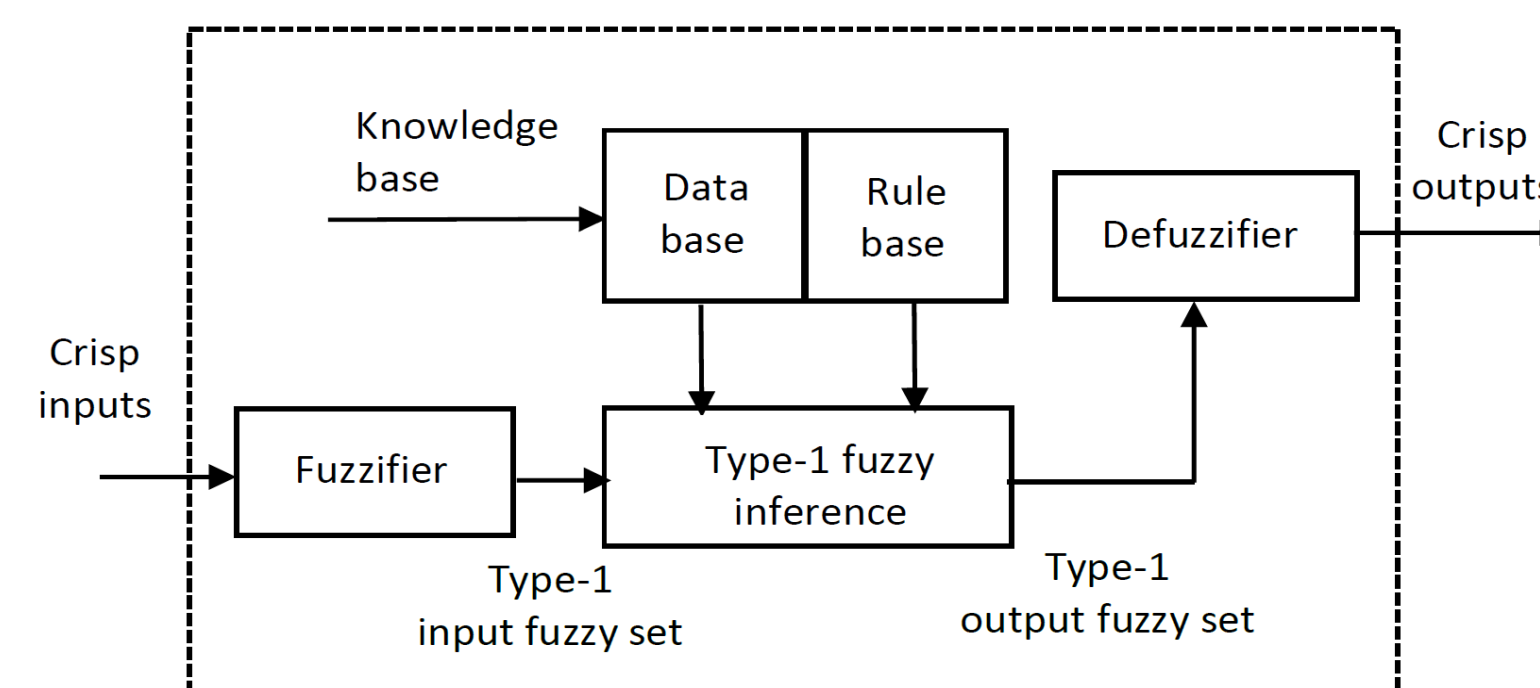 Knowledge
base
Data
base
Rule
base
Defuzzifier
Crisp
outputs
Crisp
inputs
Fuzzifier
Type-1 fuzzy
inference
Type-1
input fuzzy set
Type-1
output fuzzy set